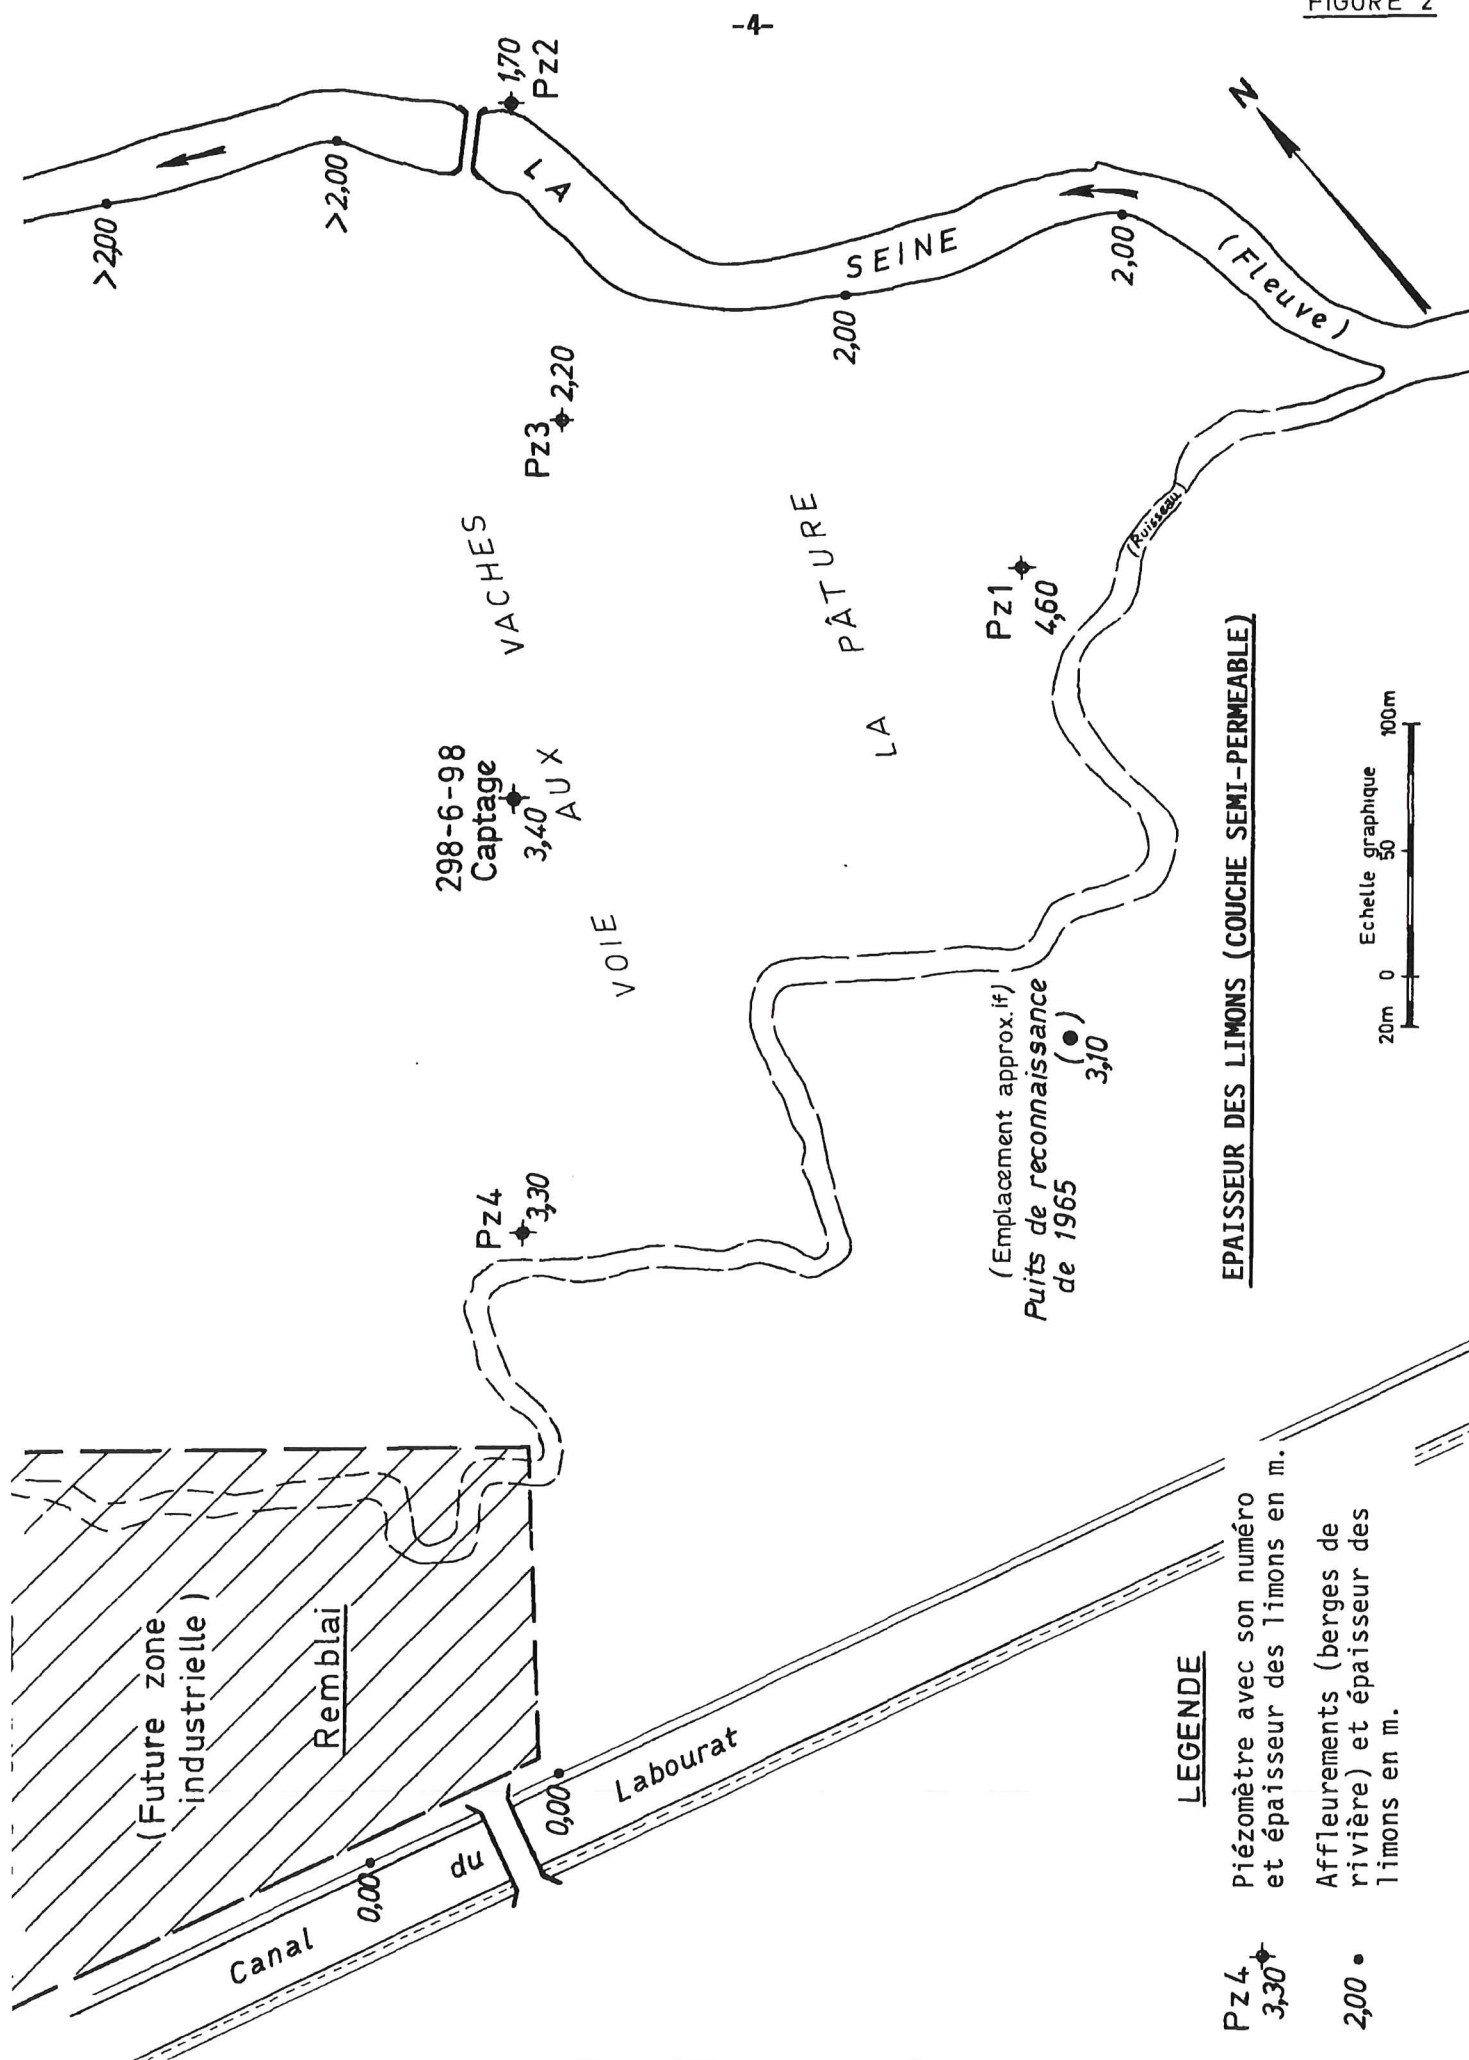 -4-
FIGURE 2
(Future zone
industrielle)
Remblai
Canal
du
Labourat
0,00
0,00
Pz4
3,30
298-6-98
Captage
3,40
VOIE
AUX
VACHES
Pz3
2,20
1,70
Pz2
>2,00
>2,00
LA
SEINE
(Fleuve)
2,00
2,00
LA
PÂTURE
Pz1
4,60
(Ruisseau)
(Emplacement approx.if)
Puits de reconnaissance
de 1965
(•)
3,10
N
EPAISSEUR DES LIMONS (COUCHE SEMI-PERMEABLE)
Echelle graphique
20m 0 50 100m
LEGENDE
Pz4
3,30
Piézomètre avec son numéro
et épaisseur des limons en m.
2,00 •
Affleurements (berges de
rivière) et épaisseur des
limons en m.